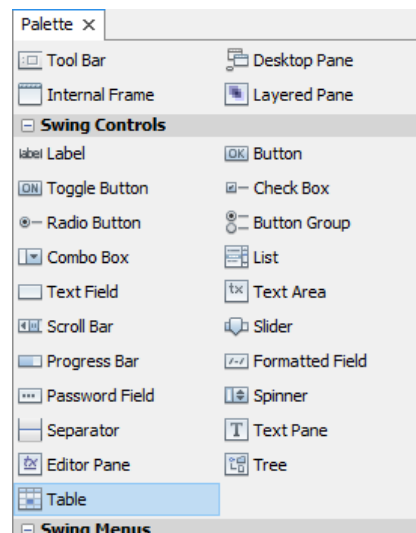 Palette ×
Tool Bar Desktop Pane
Internal Frame Layered Pane
Swing Controls
label Label OK Button
ON Toggle Button Check Box
Radio Button Button Group
Combo Box List
Text Field tx Text Area
Scroll Bar Slider
Progress Bar Formatted Field
Password Field Spinner
Separator T Text Pane
Editor Pane Tree
Table
Swing Menus